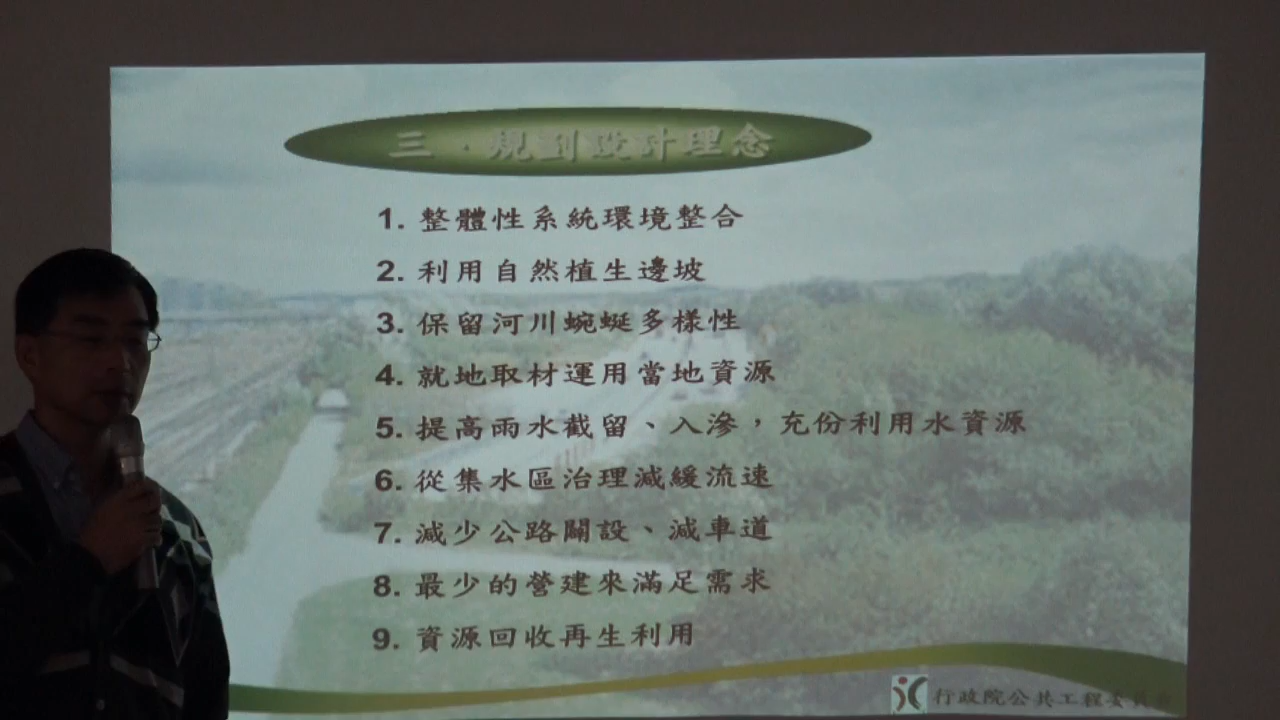 三．規劃設計理念
1. 整體性系統環境整合
2. 利用自然植生邊坡
3. 保留河川蜿蜒多樣性
4. 就地取材運用當地資源
5. 提高雨水截留、入滲，充份利用水資源
6. 從集水區治理減緩流速
7. 減少公路闢設、減車道
8. 最少的營建來滿足需求
9. 資源回收再生利用
行政院公共工程委員會